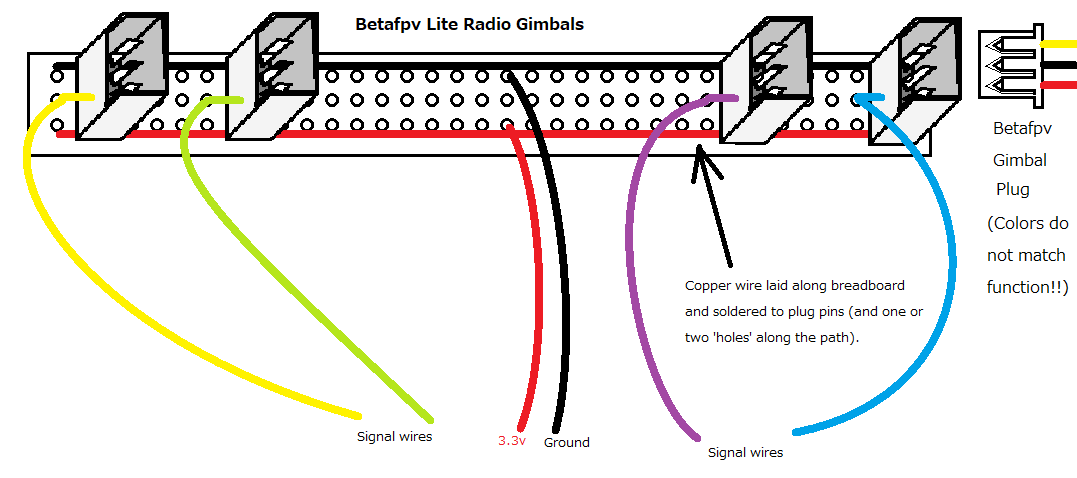 Betafpv Lite Radio Gimbals
Betafpv
Gimbal
Plug
(Colors do
not match
function!!)
Copper wire laid along breadboard
and soldered to plug pins (and one or
two 'holes' along the path).
Signal wires
3.3v
Ground
Signal wires